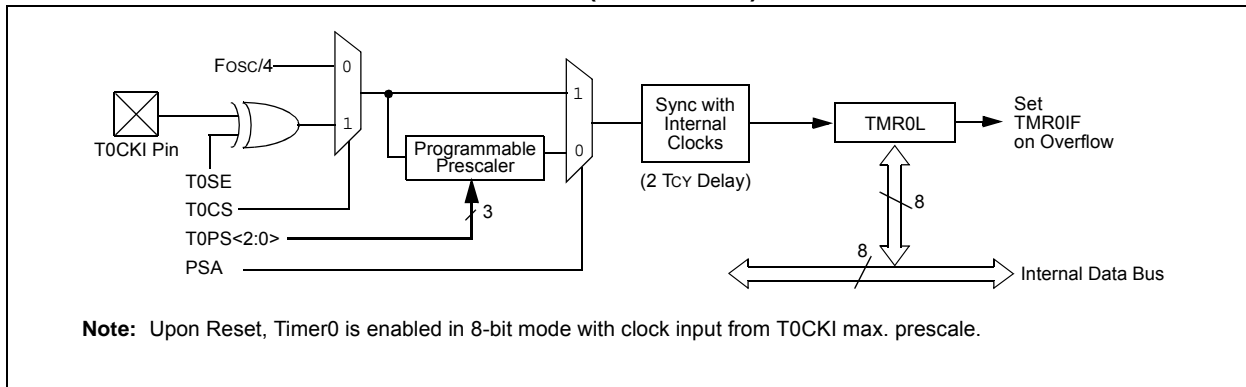 FOSC/4
0
1
T0CKI Pin
T0SE
T0CS
T0PS<2:0>
PSA
Programmable
Prescaler
3
1
0
Sync with
Internal
Clocks
(2 TCY Delay)
TMR0L
Set
TMR0IF
on Overflow
8
8
Internal Data Bus
Note: Upon Reset, Timer0 is enabled in 8-bit mode with clock input from T0CKI max. prescale.